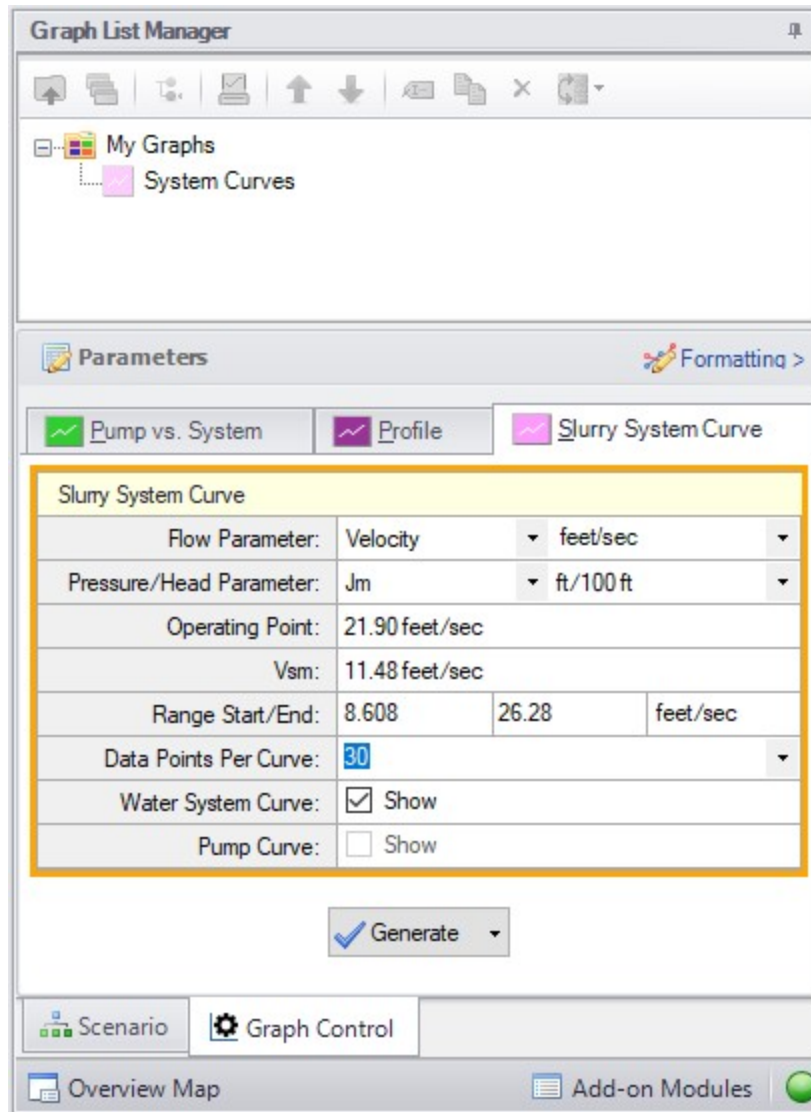 Graph List Manager
My Graphs
System Curves
Parameters
Formatting >
Pump vs. System
Profile
Slurry System Curve
Slurry System Curve
Flow Parameter: Velocity feet/sec
Pressure/Head Parameter: Jm ft/100 ft
Operating Point: 21.90 feet/sec
Vsm: 11.48 feet/sec
Range Start/End: 8.608 26.28 feet/sec
Data Points Per Curve: 30
Water System Curve: Show
Pump Curve: Show
Generate
Scenario
Graph Control
Overview Map
Add-on Modules